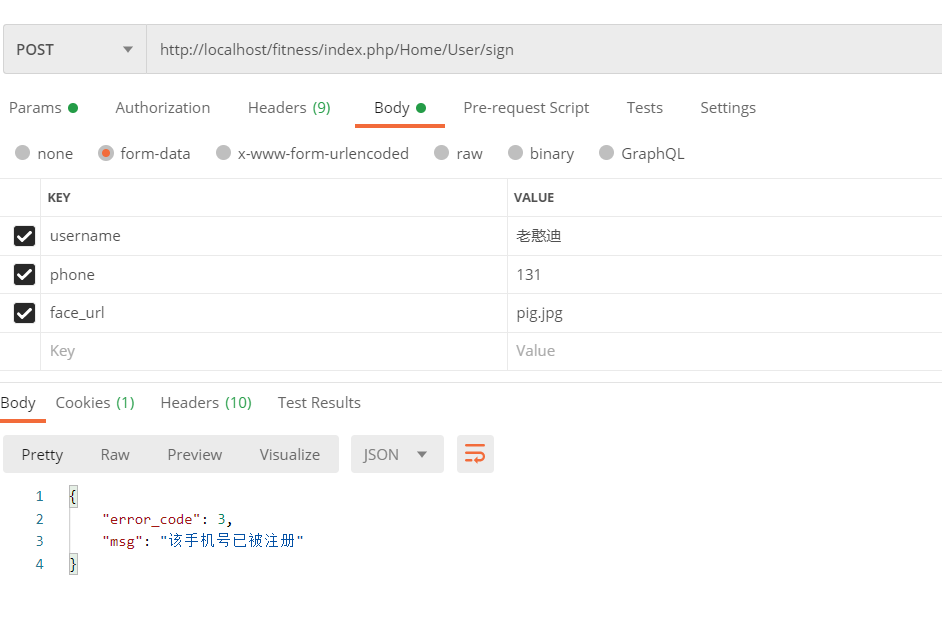 POST http://localhost/fitness/index.php/Home/User/sign
Params Authorization Headers (9) Body Pre-request Script Tests Settings
none form-data x-www-form-urlencoded raw binary GraphQL
KEY VALUE
username 老憨迪
phone 131
face_url pig.jpg
Key Value
Body Cookies (1) Headers (10) Test Results
Pretty Raw Preview Visualize JSON
1 {
2 "error_code": 3,
3 "msg": "该手机号已被注册"
4 }